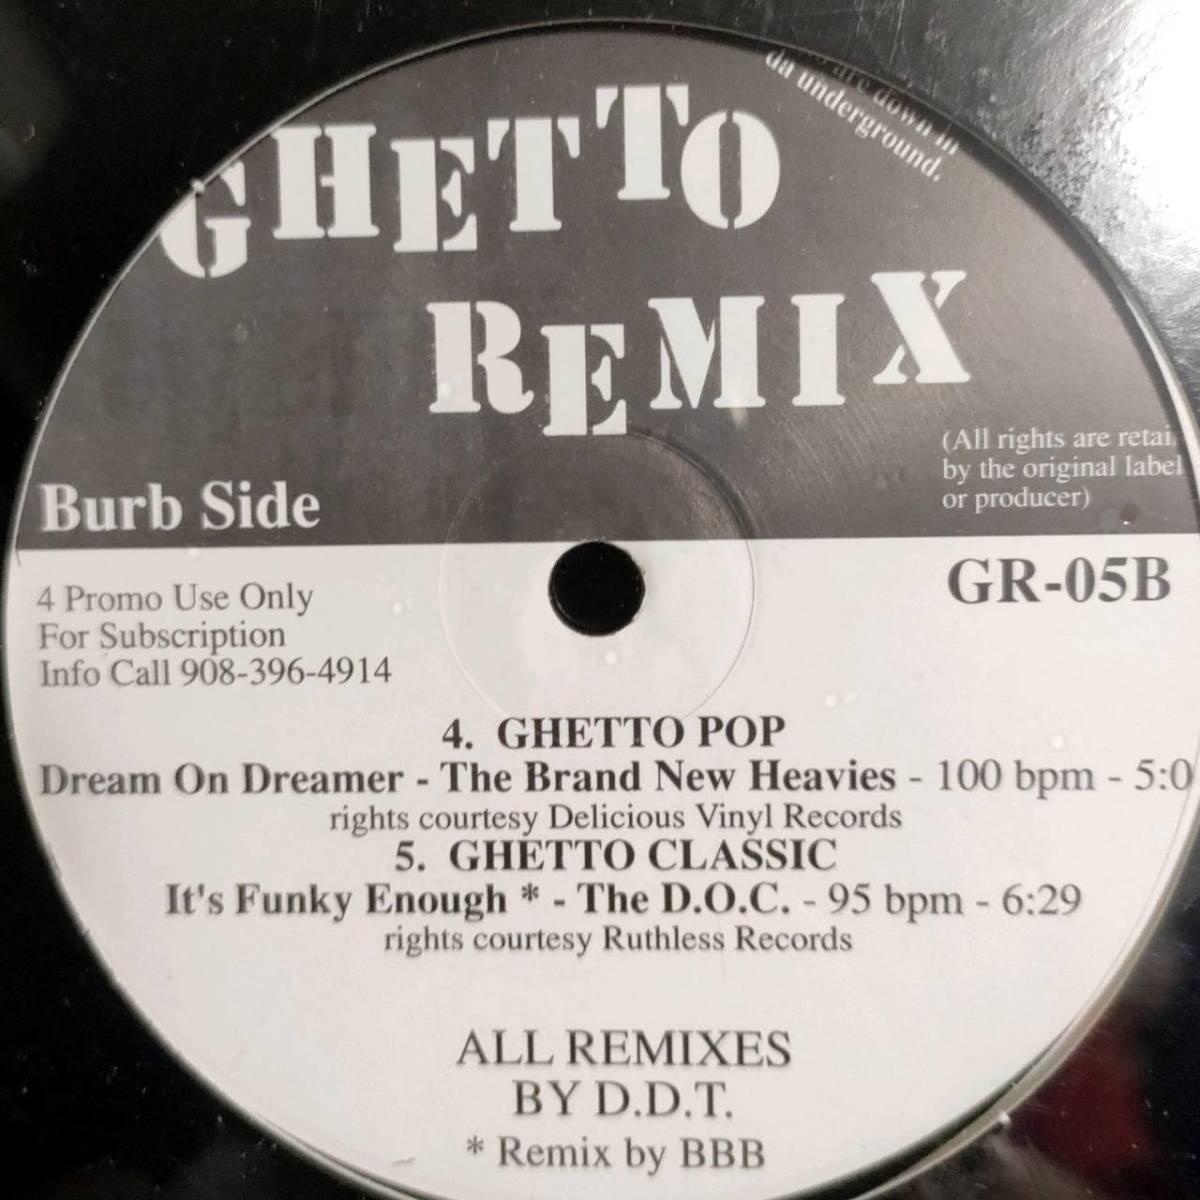 are down in
da underground.
GHETTO
REMIX
(All rights are retai
by the original label
or producer)
Burb Side
GR-05B
4 Promo Use Only
For Subscription
Info Call 908-396-4914
4. GHETTO POP
Dream On Dreamer - The Brand New Heavies - 100 bpm - 5:0
rights courtesy Delicious Vinyl Records
5. GHETTO CLASSIC
It's Funky Enough * - The D.O.C. - 95 bpm - 6:29
rights courtesy Ruthless Records
ALL REMIXES
BY D.D.T.
* Remix by BBB